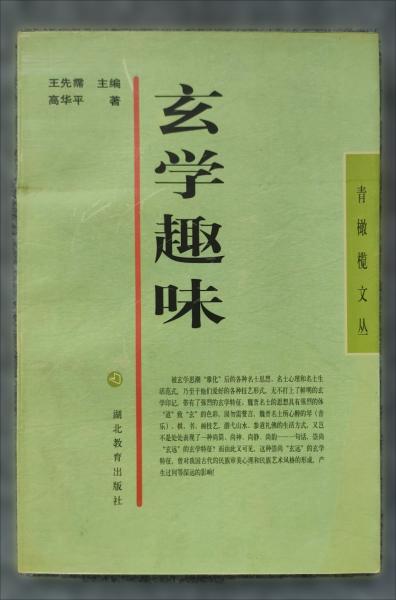 王先霈 主编
高华平 著
玄学趣味
青橄榄文丛
被玄学思潮“雅化”后的各种名士思想、名士心理和名士生
活范式，乃至于他们爱好的各种技艺形式，无不打上了鲜明的玄
学印记，带有了强烈的玄学特征。魏晋名士的思想具有强烈的体
“道”致“玄”的色彩，固勿需赘言，魏晋名士所心醉的琴（音
乐）、棋、书、画技艺，游弋山水、参道礼佛的生活方式，又岂
不是处处表现了一种尚简、尚神、尚静、尚韵——一句话，崇尚
“玄远”的玄学特征？而由此又可见，这种崇尚“玄远”的玄学
特征，曾对我国古代的民族审美心理和民族艺术风格的形成，产
生过何等深远的影响！
湖北教育出版社